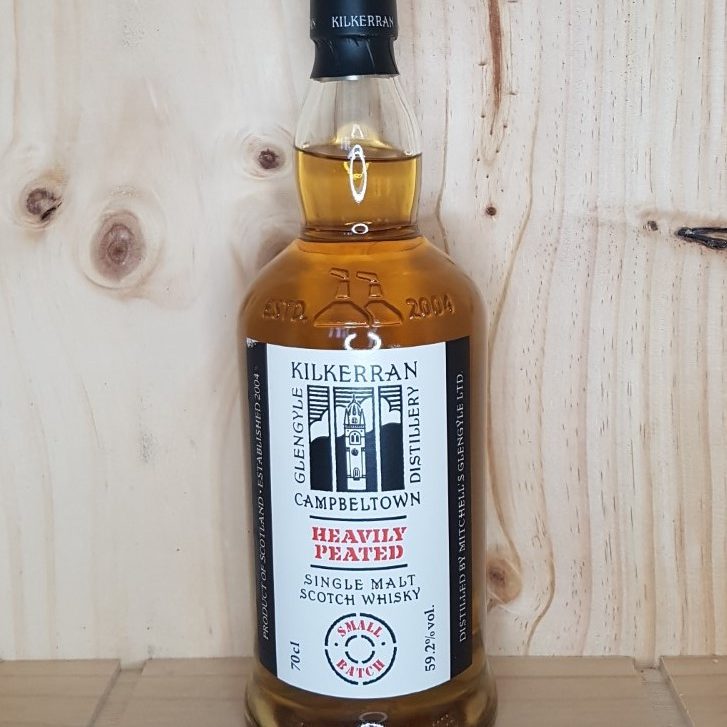 KILKERRAN
ESTD. 2004
KILKERRAN
GLENGYLE
DISTILLERY
CAMPBELTOWN
HEAVILY
PEATED
SINGLE MALT
SCOTCH WHISKY
SMALL
BATCH
70cl
59.2% vol.
PRODUCT OF SCOTLAND • ESTABLISHED 2004
DISTILLED BY MITCHELL'S GLENGYLE LTD